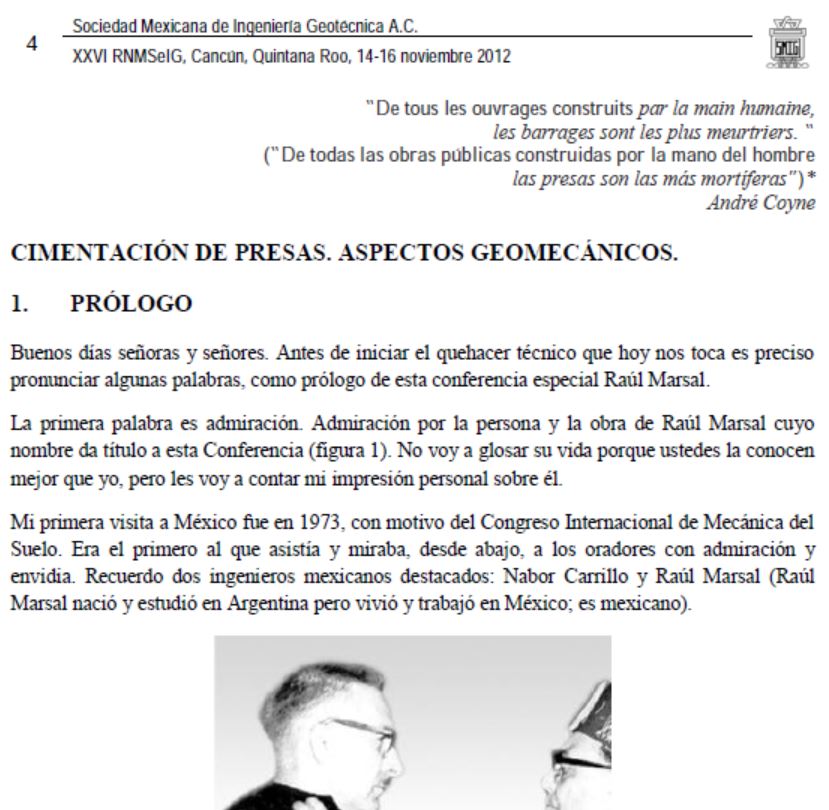 4
Sociedad Mexicana de Ingeniería Geotécnica A.C.
XXVI RNMSeIG, Cancún, Quintana Roo, 14-16 noviembre 2012
SMIG
"De tous les ouvrages construits par la main humaine,
les barrages sont les plus meurtriers. "
("De todas las obras públicas construidas por la mano del hombre
las presas son las más mortíferas")*
André Coyne
CIMENTACIÓN DE PRESAS. ASPECTOS GEOMECÁNICOS.
1. PRÓLOGO
Buenos días señoras y señores. Antes de iniciar el quehacer técnico que hoy nos toca es preciso
pronunciar algunas palabras, como prólogo de esta conferencia especial Raúl Marsal.
La primera palabra es admiración. Admiración por la persona y la obra de Raúl Marsal cuyo
nombre da título a esta Conferencia (figura 1). No voy a glosar su vida porque ustedes la conocen
mejor que yo, pero les voy a contar mi impresión personal sobre él.
Mi primera visita a México fue en 1973, con motivo del Congreso Internacional de Mecánica del
Suelo. Era el primero al que asistía y miraba, desde abajo, a los oradores con admiración y
envidia. Recuerdo dos ingenieros mexicanos destacados: Nabor Carrillo y Raúl Marsal (Raúl
Marsal nació y estudió en Argentina pero vivió y trabajó en México; es mexicano).